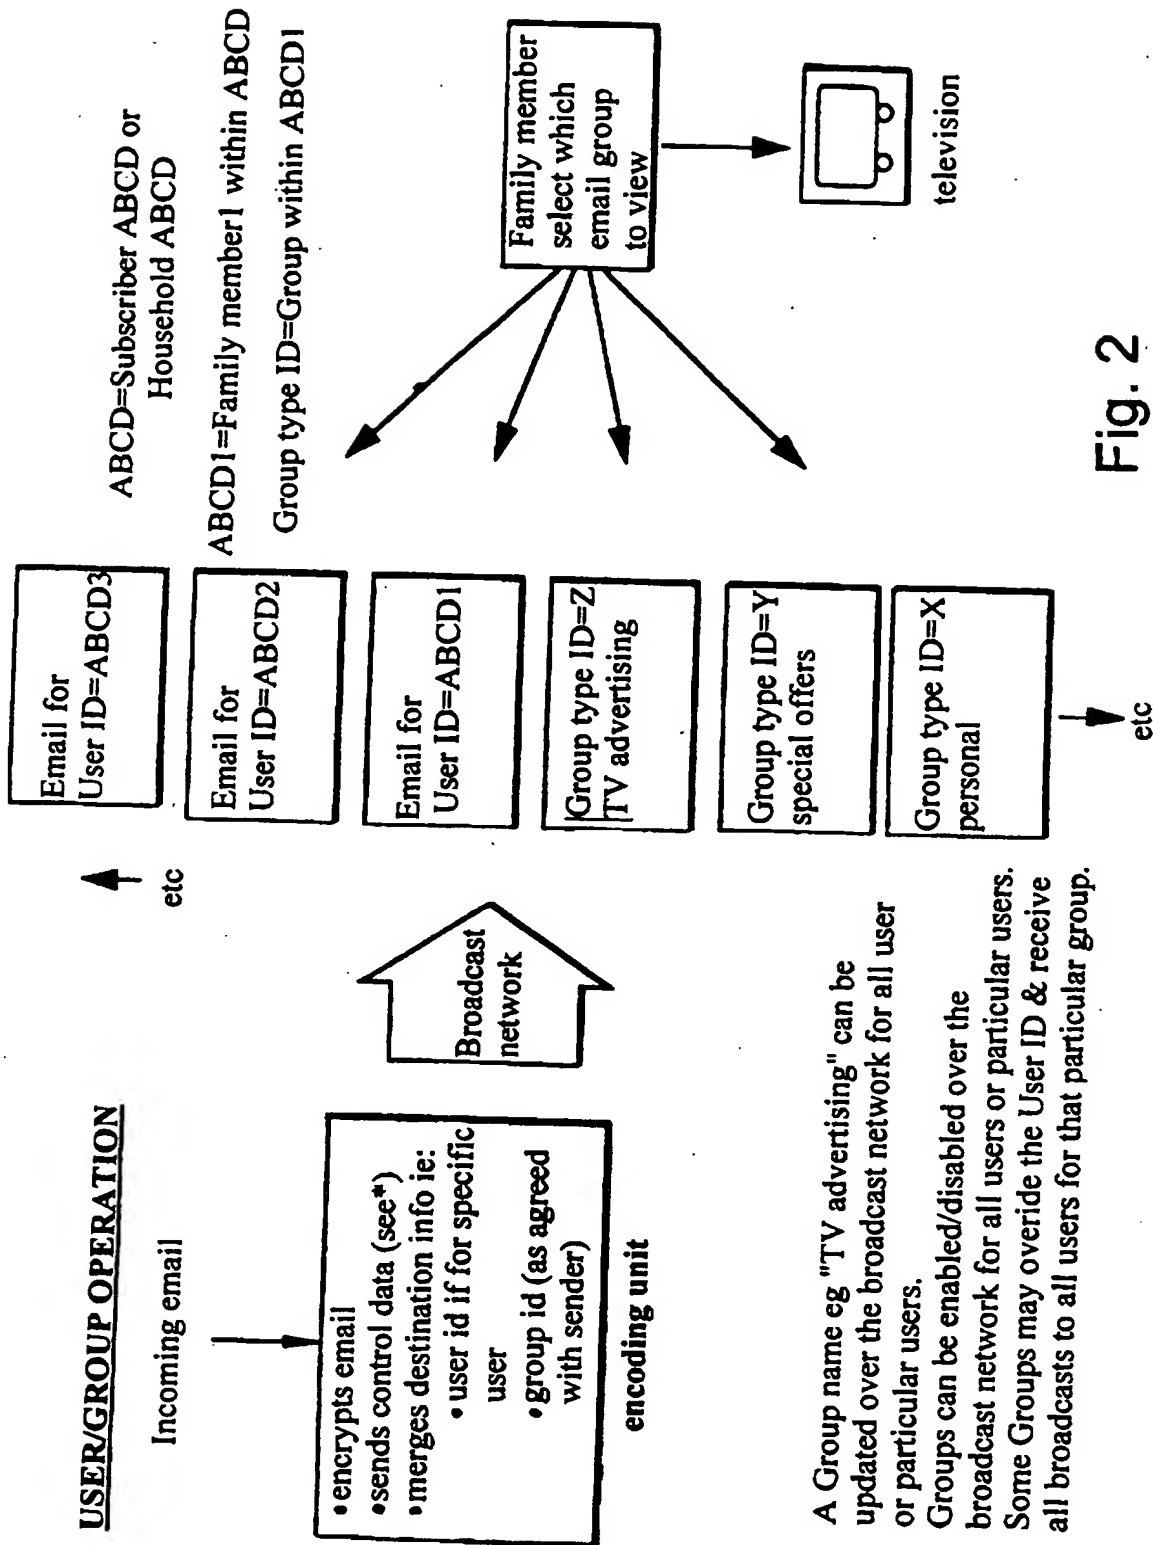 USER/GROUP OPERATION
Incoming email
•encrypts email
•sends control data (see*)
•merges destination info ie:
•user id if for specific
user
•group id (as agreed
with sender)
encoding unit
Broadcast
network
etc
Email for
User ID=ABCD3
Email for
User ID=ABCD2
Email for
User ID=ABCD1
Group type ID=Z
TV advertising
Group type ID=Y
special offers
Group type ID=X
personal
etc
ABCD=Subscriber ABCD or
Household ABCD
ABCD1=Family member1 within ABCD
Group type ID=Group within ABCD1
Family member
select which
email group
to view
television
A Group name eg "TV advertising" can be
updated over the broadcast network for all user
or particular users.
Groups can be enabled/disabled over the
broadcast network for all users or particular users.
Some Groups may overide the User ID & receive
all broadcasts to all users for that particular group.
Fig. 2